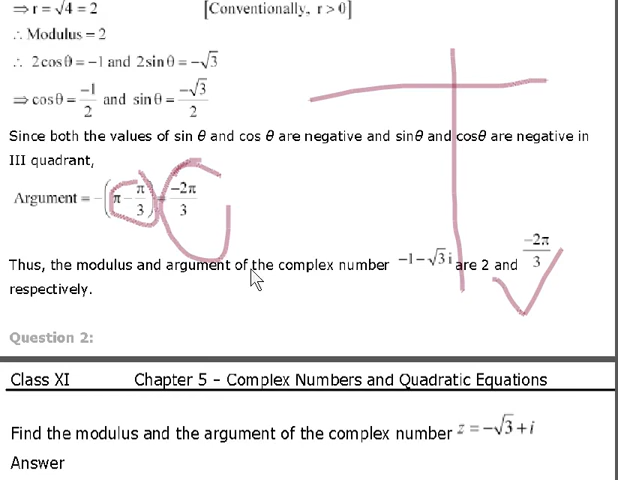 ⇒ r = √4 = 2 [Conventionally, r > 0]
∴ Modulus = 2
∴ 2cosθ = −1 and 2sinθ = −√3
⇒ cosθ = −1/2 and sinθ = −√3/2
Since both the values of sin θ and cos θ are negative and sinθ and cosθ are negative in
III quadrant,
Argument = −(π − π/3) = −2π/3
Thus, the modulus and argument of the complex number −1−√3 i are 2 and −2π/3
respectively.
Question 2:
Class XI Chapter 5 – Complex Numbers and Quadratic Equations
Find the modulus and the argument of the complex number z = −√3 + i
Answer